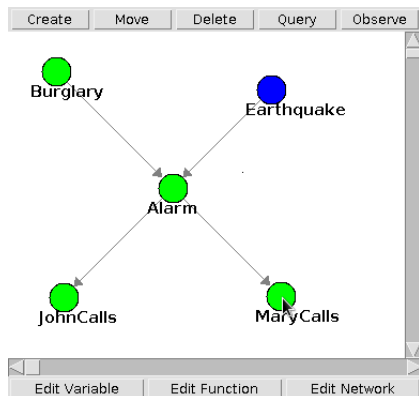 Create Move Delete Query Observe
Burglary
Earthquake
Alarm
JohnCalls
MaryCalls
Edit Variable Edit Function Edit Network